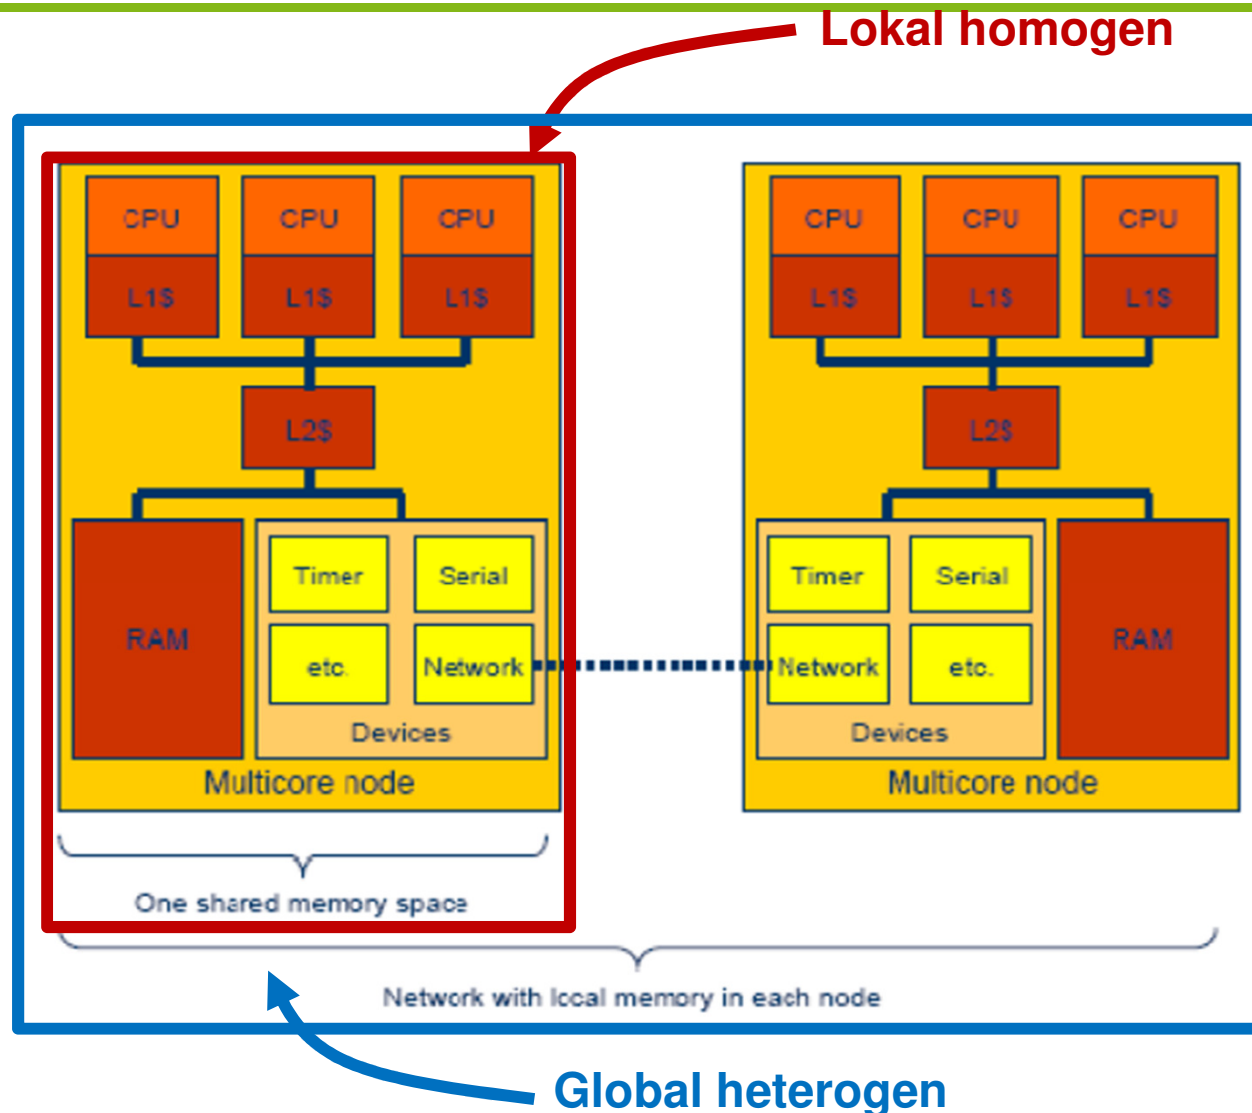 Lokal homogen
CPU CPU CPU
L1$ L1$ L1$
L2$
RAM
Timer Serial
etc. Network
Devices
Multicore node
CPU CPU CPU
L1$ L1$ L1$
L2$
Timer Serial
Network etc.
Devices
RAM
Multicore node
One shared memory space
Network with local memory in each node
Global heterogen